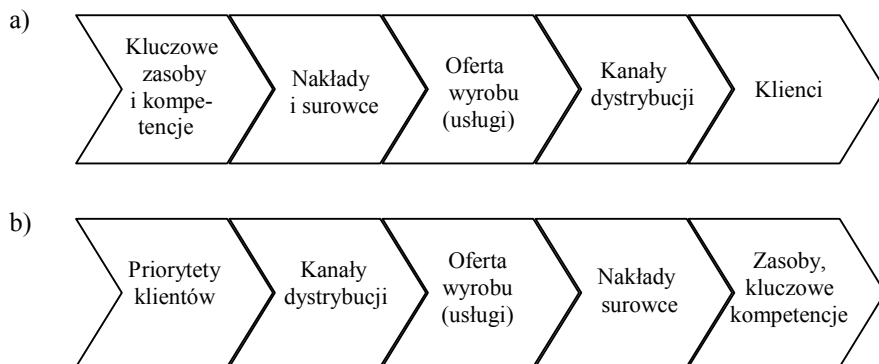 a)
Kluczowe
zasoby
i kompe-
tencje
Nakłady
i surowce
Oferta
wyrobu
(usługi)
Kanały
dystrybucji
Klienci
b)
Priorytety
klientów
Kanały
dystrybucji
Oferta
wyrobu
(usługi)
Nakłady
surowce
Zasoby,
kluczowe
kompetencje